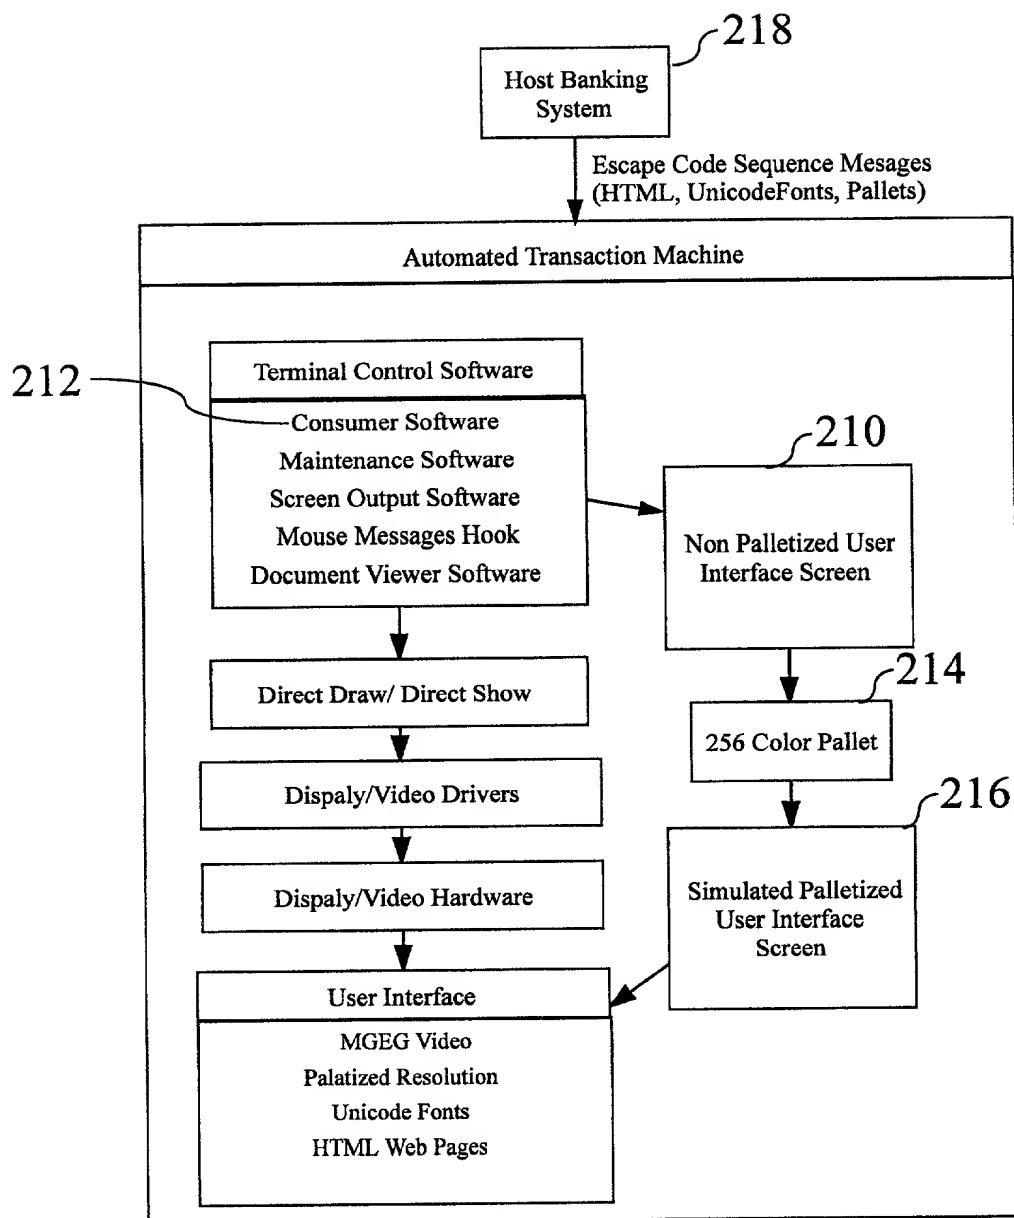 218
Host Banking
System
Escape Code Sequence Mesages
(HTML, UnicodeFonts, Pallets)
Automated Transaction Machine
212
Terminal Control Software
Consumer Software
Maintenance Software
Screen Output Software
Mouse Messages Hook
Document Viewer Software
210
Non Palletized User
Interface Screen
Direct Draw/ Direct Show
214
256 Color Pallet
Dispaly/Video Drivers
216
Simulated Palletized
User Interface
Screen
Dispaly/Video Hardware
User Interface
MGEG Video
Palatized Resolution
Unicode Fonts
HTML Web Pages